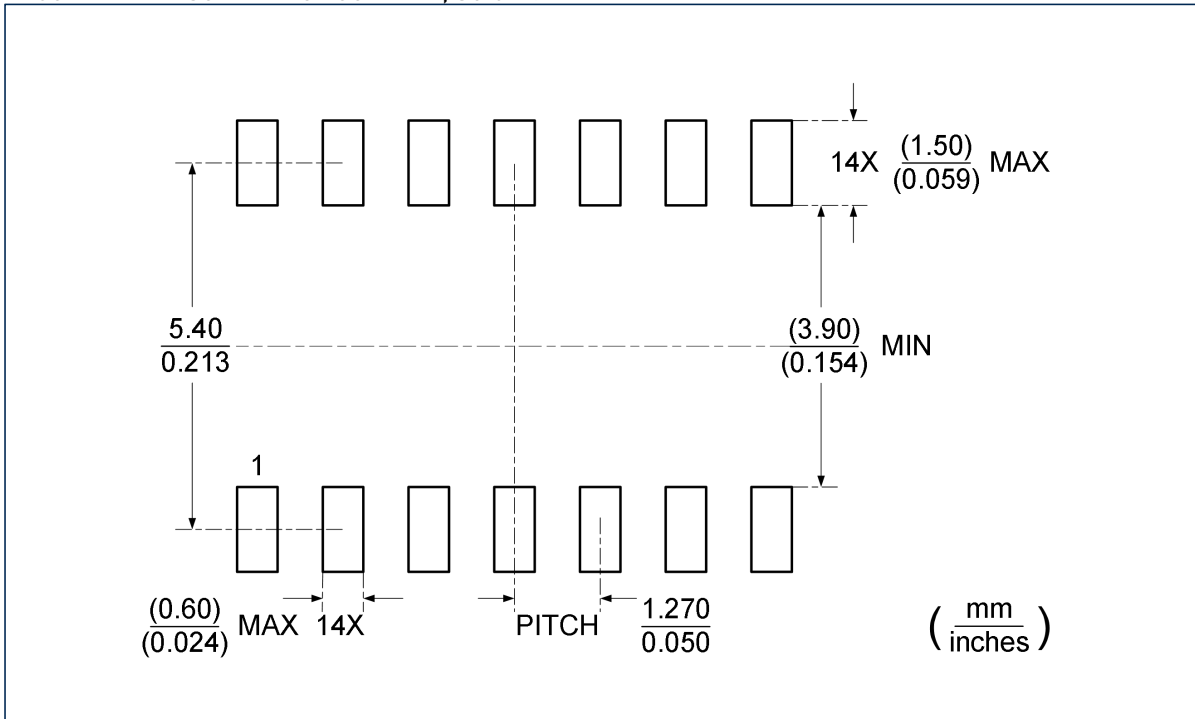 14X (1.50) MAX
(0.059)
5.40
0.213
(3.90) MIN
(0.154)
1
(0.60) MAX 14X
(0.024)
PITCH 1.270
0.050
(mm
inches)